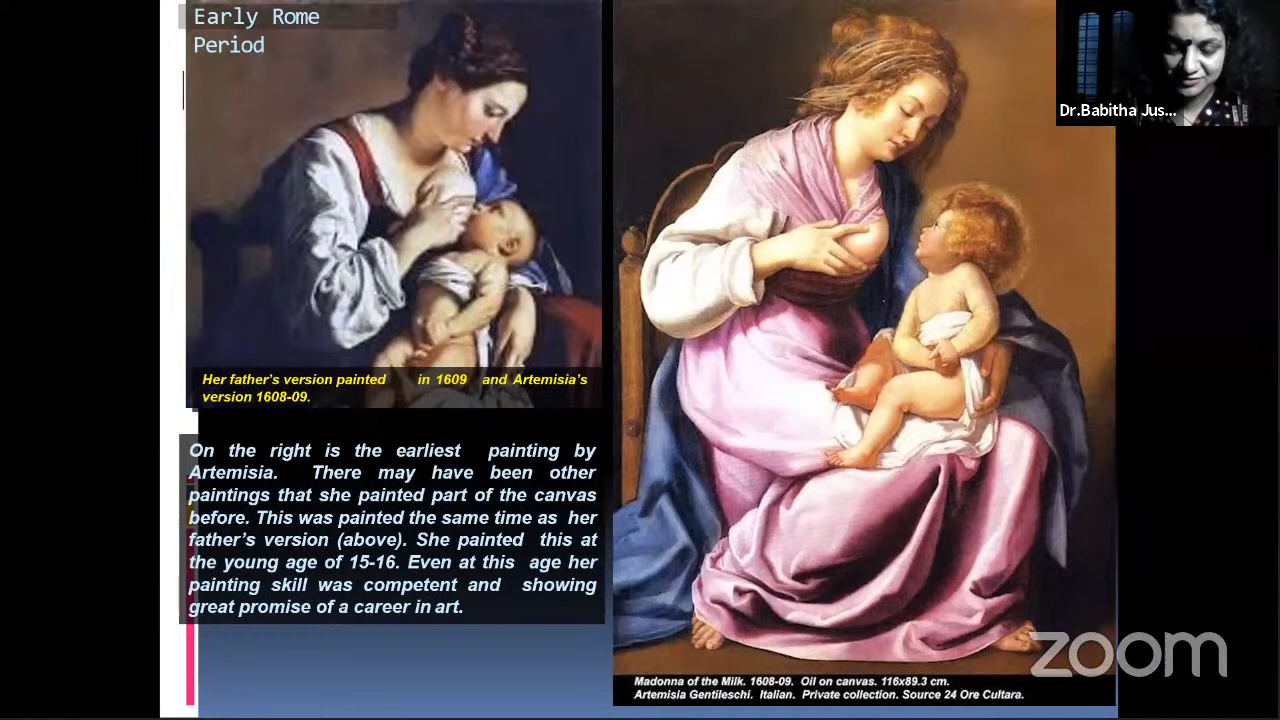 Early Rome
Period
Dr.Babitha Jus...
Her father's version painted in 1609 and Artemisia's
version 1608-09.
On the right is the earliest painting by
Artemisia. There may have been other
paintings that she painted part of the canvas
before. This was painted the same time as her
father's version (above). She painted this at
the young age of 15-16. Even at this age her
painting skill was competent and showing
great promise of a career in art.
Madonna of the Milk. 1608-09. Oil on canvas. 116x89.3 cm.
Artemisia Gentileschi. Italian. Private collection. Source 24 Ore Cultara.
zoom